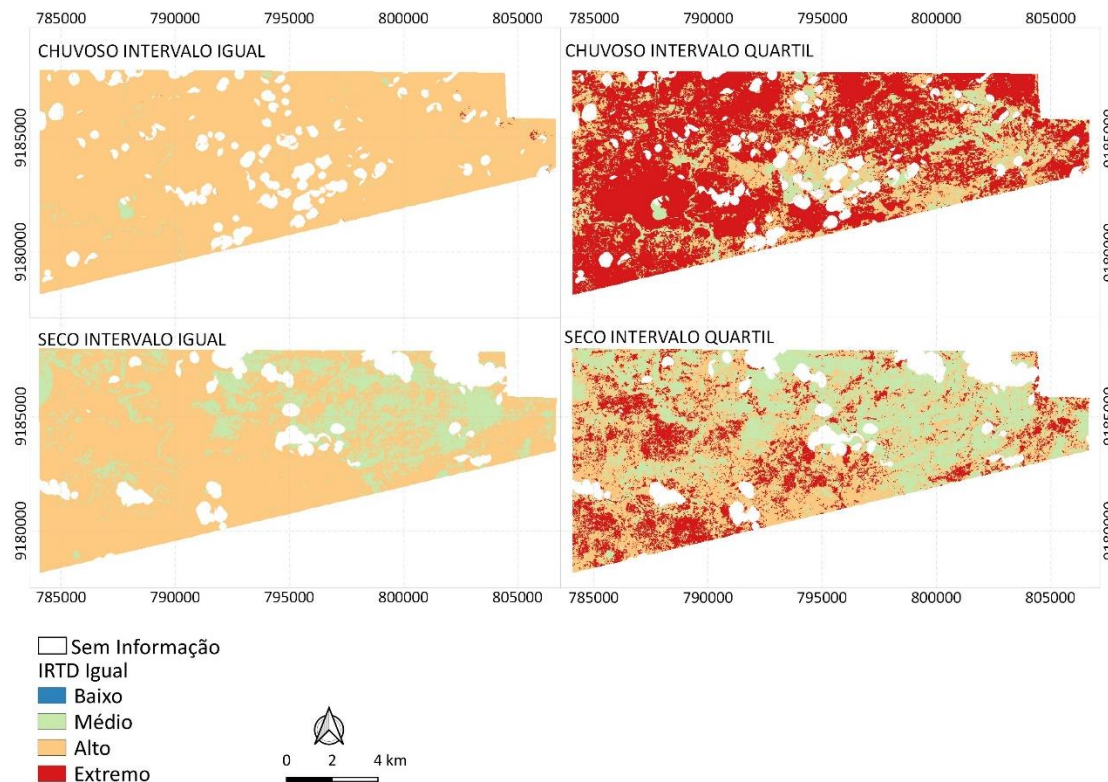 785000 790000 795000 800000 805000 785000 790000 795000 800000 805000
CHUVOSO INTERVALO IGUAL
CHUVOSO INTERVALO QUARTIL
9185000
9180000
9185000
9180000
SECO INTERVALO IGUAL
SECO INTERVALO QUARTIL
9185000
9180000
9185000
9180000
785000 790000 795000 800000 805000 785000 790000 795000 800000 805000
Sem Informação
IRTD Igual
Baixo
Médio
Alto
Extremo
0 2 4 km